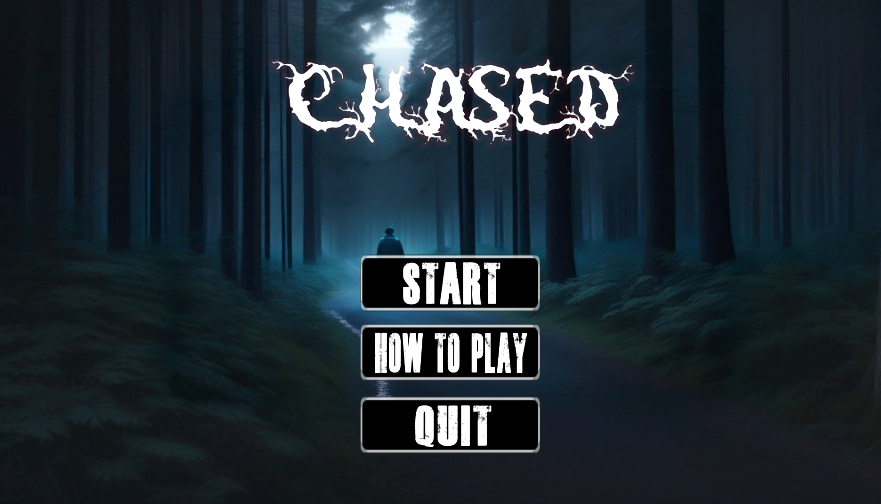 CHASED
START
HOW TO PLAY
QUIT